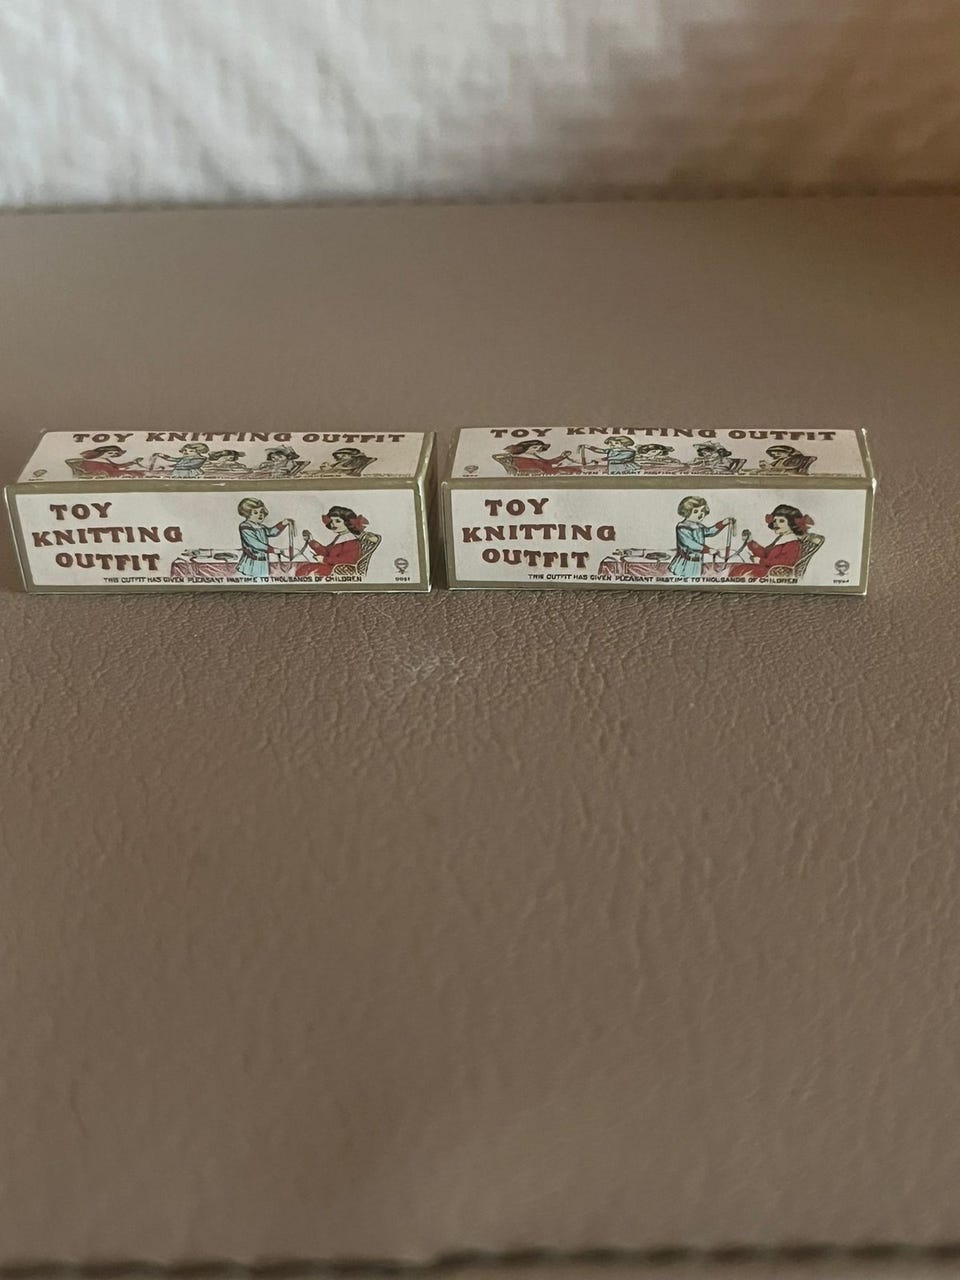 TOY KNITTING OUTFIT
TOY
KNITTING
OUTFIT
THIS OUTFIT HAS GIVEN PLEASANT PASTIME TO THOUSANDS OF CHILDREN
TOY KNITTING OUTFIT
TOY
KNITTING
OUTFIT
THIS OUTFIT HAS GIVEN PLEASANT PASTIME TO THOUSANDS OF CHILDREN